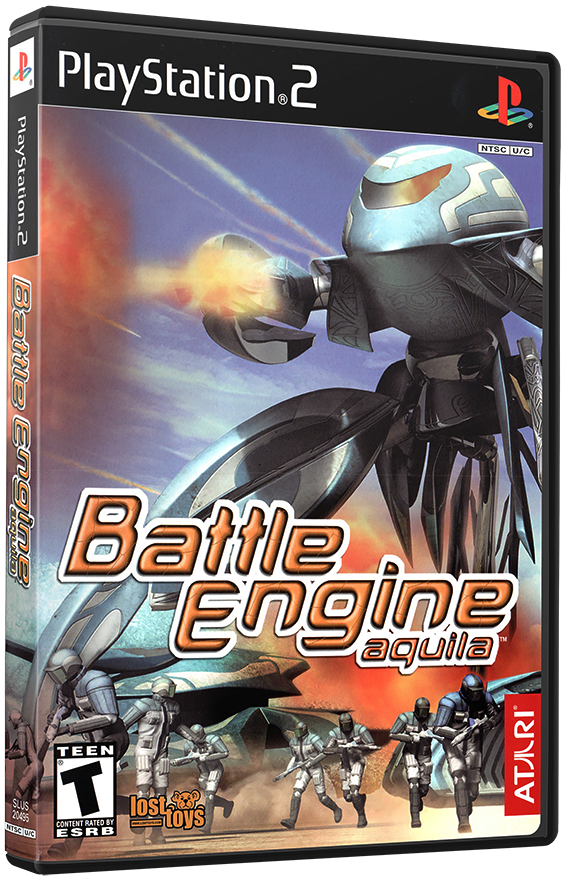 PlayStation®2
NTSC U/C
Battle
Engine
aquila™
TEEN
T
CONTENT RATED BY
ESRB
lost
toys
ATARI
PlayStation®2
Battle Engine
aquila
SLUS
20495
NTSC U/C